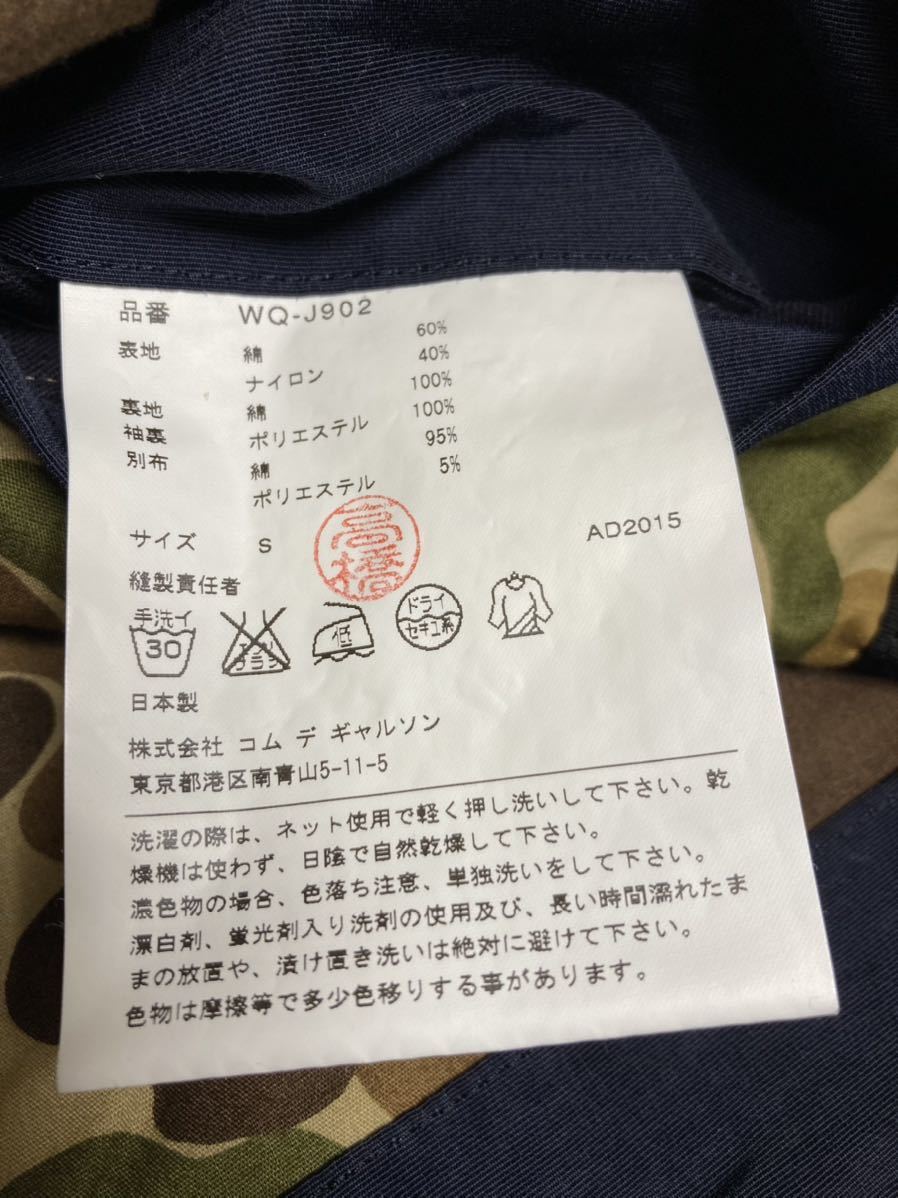 品番 WQ-J902
表地 綿 60%
ナイロン 40%
裏地 綿 100%
袖裏 ポリエステル 100%
別布 綿 95%
ポリエステル 5%
サイズ S AD2015
縫製責任者 高橋
手洗イ 30
エンソサラシ
低
ドライ
セキユ系
日本製
株式会社 コム デ ギャルソン
東京都港区南青山5-11-5
洗濯の際は、ネット使用で軽く押し洗いして下さい。乾
燥機は使わず、日陰で自然乾燥して下さい。
濃色物の場合、色落ち注意、単独洗いをして下さい。
漂白剤、蛍光剤入り洗剤の使用及び、長い時間濡れたま
まの放置や、漬け置き洗いは絶対に避けて下さい。
色物は摩擦等で多少色移りする事があります。